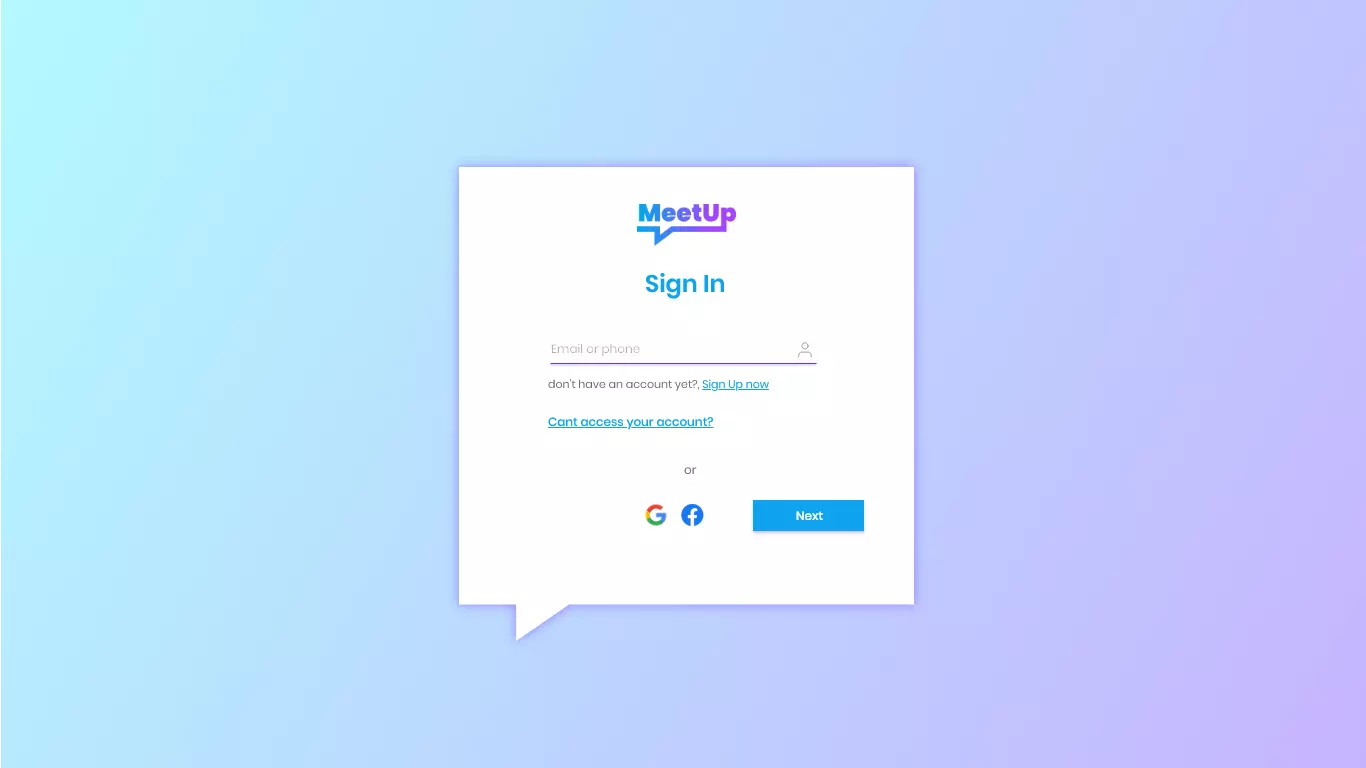 MeetUp
Sign In
Email or phone
don't have an account yet?, Sign Up now
Cant access your account?
or
Next